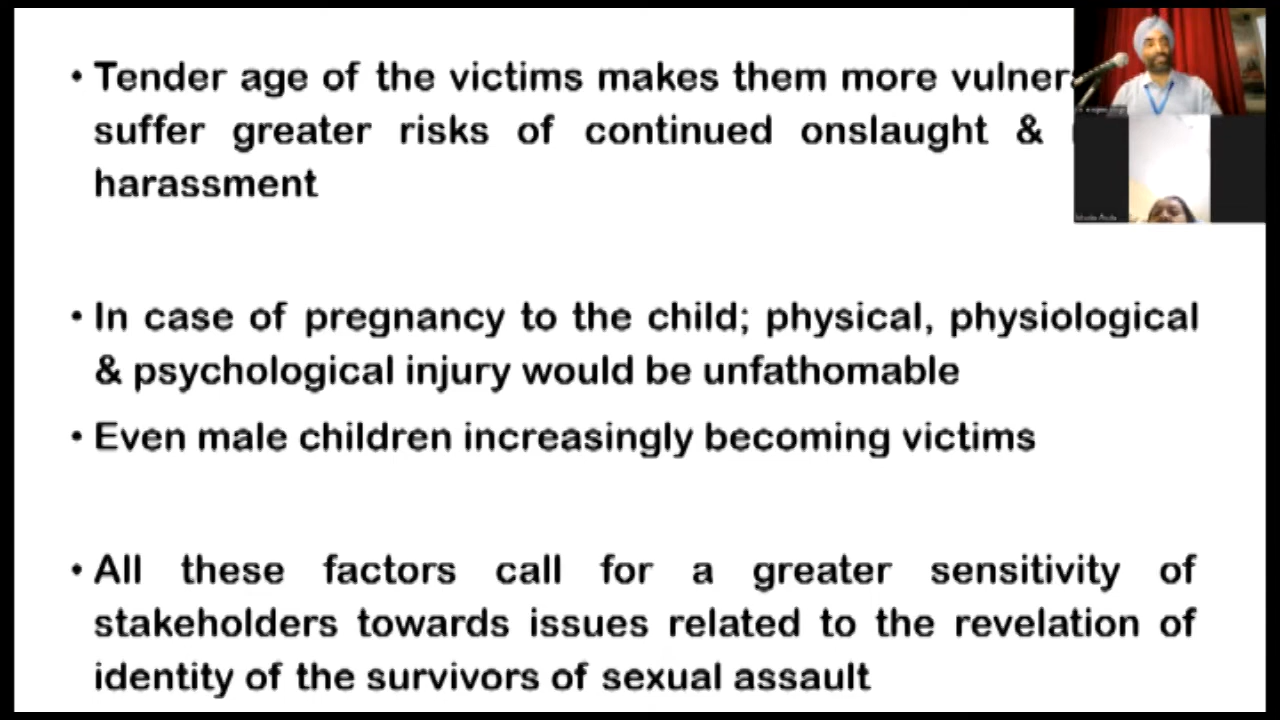 • Tender age of the victims makes them more
suffer greater risks of continued onslaught &
harassment
• In case of pregnancy to the child; physical, physiological
& psychological injury would be unfathomable
• Even male children increasingly becoming victims
• All these factors call for a greater sensitivity of
stakeholders towards issues related to the revelation of
identity of the survivors of sexual assault